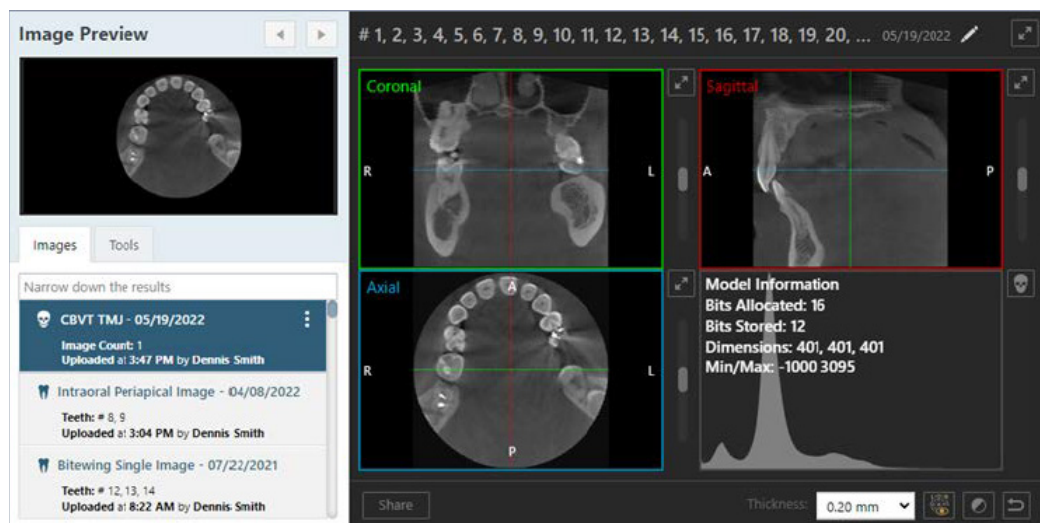 Image Preview
Images
Tools
Narrow down the results
CBVT TMJ - 05/19/2022
Image Count: 1
Uploaded at 3:47 PM by Dennis Smith
Intraoral Periapical Image - 04/08/2022
Teeth: # 8, 9
Uploaded at 3:04 PM by Dennis Smith
Bitewing Single Image - 07/22/2021
Teeth: # 12, 13, 14
Uploaded at 8:22 AM by Dennis Smith
# 1, 2, 3, 4, 5, 6, 7, 8, 9, 10, 11, 12, 13, 14, 15, 16, 17, 18, 19, 20, ... 05/19/2022
Coronal
R
L
Sagittal
A
P
Axial
A
R
L
P
Model Information
Bits Allocated: 16
Bits Stored: 12
Dimensions: 401, 401, 401
Min/Max: -1000 3095
Share
Thickness: 0.20 mm